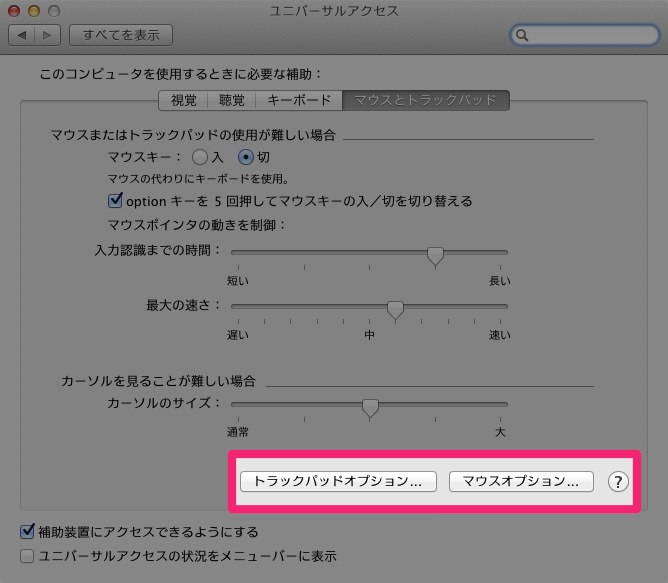 ユニバーサルアクセス
すべてを表示
このコンピュータを使用するときに必要な補助：
視覚 聴覚 キーボード マウスとトラックパッド
マウスまたはトラックパッドの使用が難しい場合
マウスキー： 入 切
マウスの代わりにキーボードを使用。
option キーを 5 回押してマウスキーの入／切を切り替える
マウスポインタの動きを制御：
入力認識までの時間：
短い 長い
最大の速さ：
遅い 中 速い
カーソルを見ることが難しい場合
カーソルのサイズ：
通常 大
トラックパッドオプション... マウスオプション... ?
補助装置にアクセスできるようにする
ユニバーサルアクセスの状況をメニューバーに表示